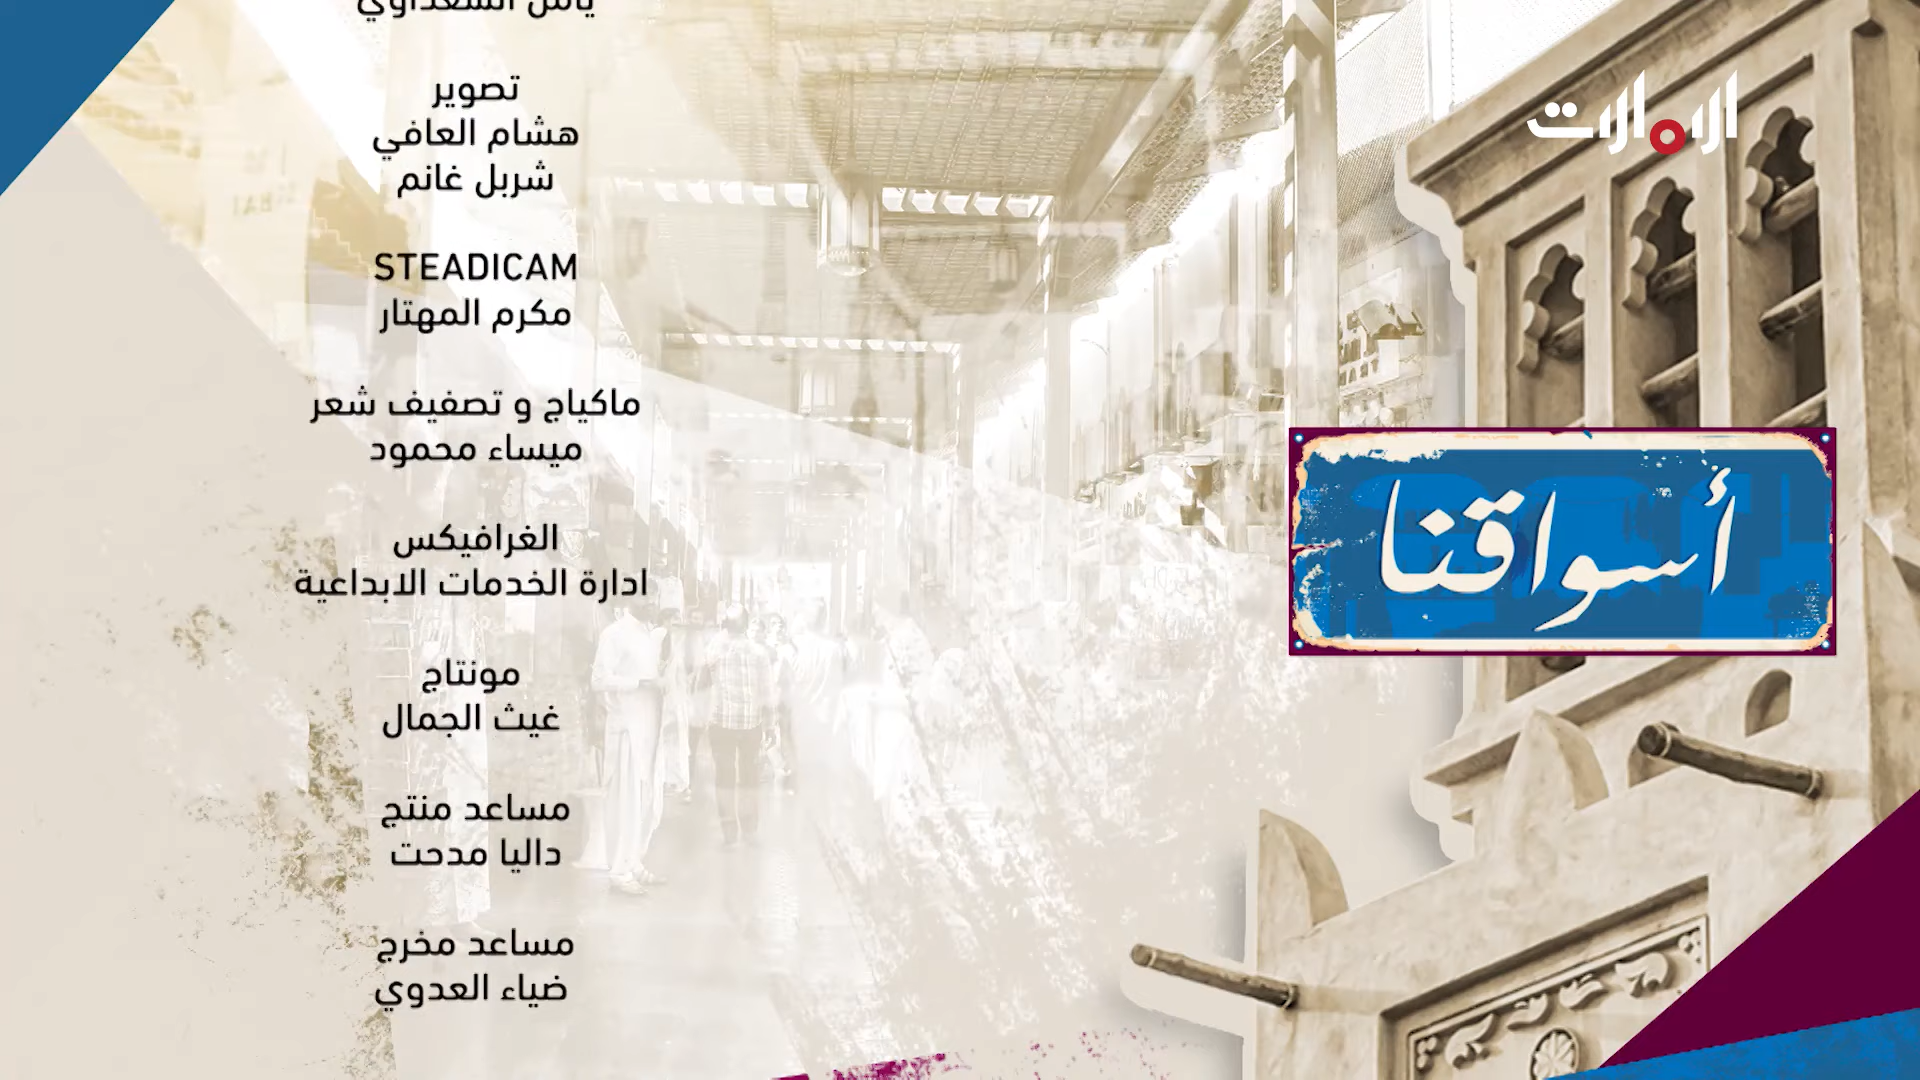 تصوير
هشام العافي
شربل غانم
STEADICAM
مكرم المهتار
ماكياج و تصفيف شعر
ميساء محمود
الغرافيكس
ادارة الخدمات الابداعية
مونتاج
غيث الجمال
مساعد منتج
داليا مدحت
مساعد مخرج
ضياء العدوي
الإمارات
أسواقنا